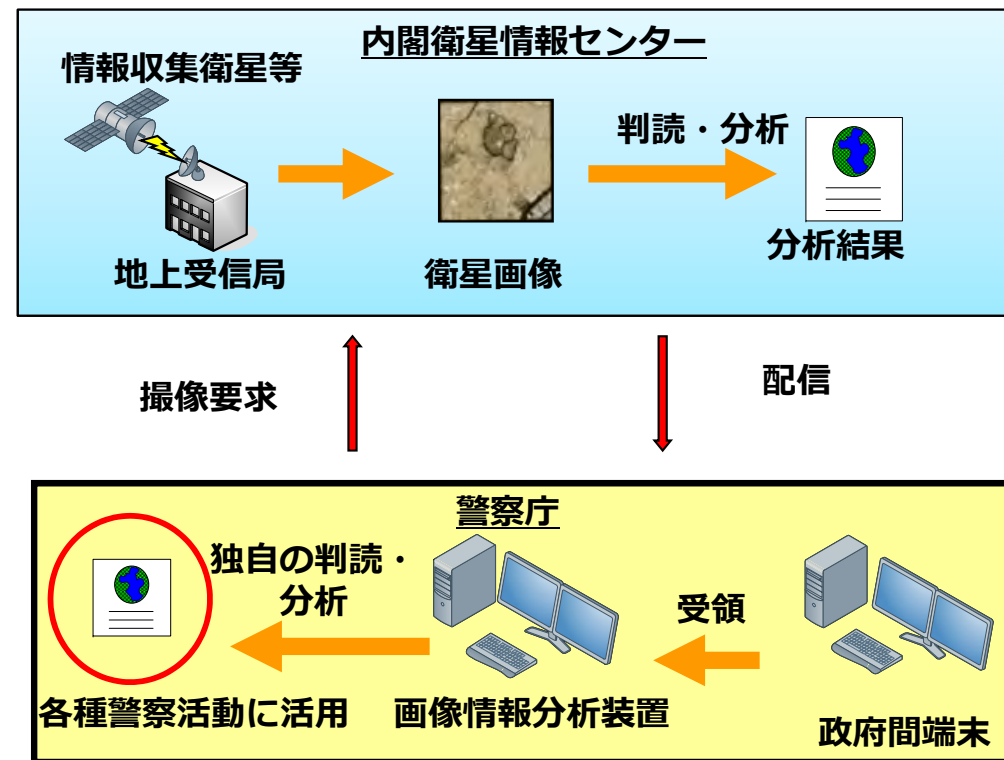 内閣衛星情報センター
情報収集衛星等
判読・分析
地上受信局
衛星画像
分析結果
撮像要求
配信
警察庁
独自の判読・
分析
受領
各種警察活動に活用
画像情報分析装置
政府間端末